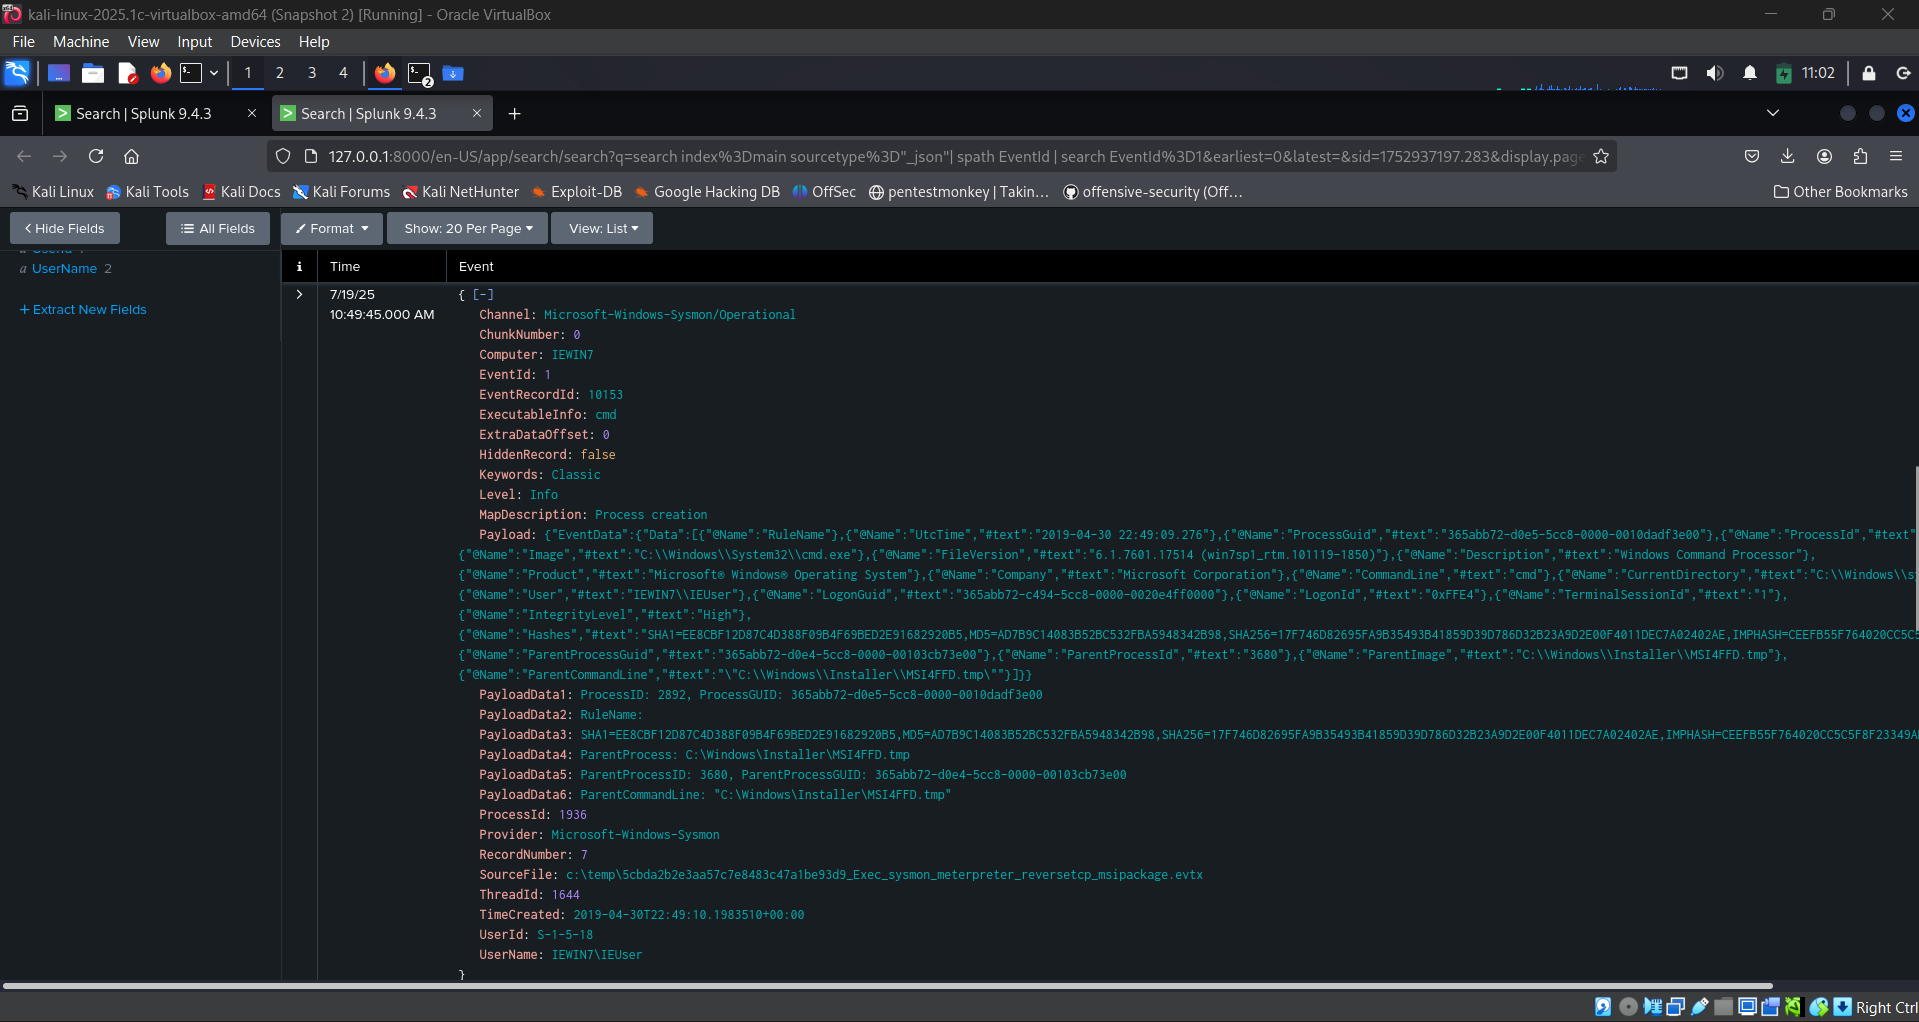 kali-linux-2025.1c-virtualbox-amd64 (Snapshot 2) [Running] - Oracle VirtualBox
File Machine View Input Devices Help
1 2 3 4 2 11:02
Search | Splunk 9.4.3 Search | Splunk 9.4.3
127.0.0.1:8000/en-US/app/search/search?q=search index%3Dmain sourcetype%3D"_json"| spath EventId | search EventId%3D1&earliest=0&latest=&sid=1752937197.283&display.page
Kali Linux Kali Tools Kali Docs Kali Forums Kali NetHunter Exploit-DB Google Hacking DB OffSec pentestmonkey | Takin… offensive-security (Off… Other Bookmarks
Hide Fields All Fields Format Show: 20 Per Page View: List
i Time Event
a UserName 2
+ Extract New Fields
7/19/25
10:49:45.000 AM
{ [-]
Channel: Microsoft-Windows-Sysmon/Operational
ChunkNumber: 0
Computer: IEWIN7
EventId: 1
EventRecordId: 10153
ExecutableInfo: cmd
ExtraDataOffset: 0
HiddenRecord: false
Keywords: Classic
Level: Info
MapDescription: Process creation
Payload: {"EventData":{"Data":[{"@Name":"RuleName"},{"@Name":"UtcTime","#text":"2019-04-30 22:49:09.276"},{"@Name":"ProcessGuid","#text":"365abb72-d0e5-5cc8-0000-0010dadf3e00"},{"@Name":"ProcessId","#text"
{"@Name":"Image","#text":"C:\\Windows\\System32\\cmd.exe"},{"@Name":"FileVersion","#text":"6.1.7601.17514 (win7sp1_rtm.101119-1850)"},{"@Name":"Description","#text":"Windows Command Processor"},
{"@Name":"Product","#text":"Microsoft® Windows® Operating System"},{"@Name":"Company","#text":"Microsoft Corporation"},{"@Name":"CommandLine","#text":"cmd"},{"@Name":"CurrentDirectory","#text":"C:\\Windows\\s
{"@Name":"User","#text":"IEWIN7\\IEUser"},{"@Name":"LogonGuid","#text":"365abb72-c494-5cc8-0000-0020e4ff0000"},{"@Name":"LogonId","#text":"0xFFE4"},{"@Name":"TerminalSessionId","#text":"1"},
{"@Name":"IntegrityLevel","#text":"High"},
{"@Name":"Hashes","#text":"SHA1=EE8CBF12D87C4D388F09B4F69BED2E91682920B5,MD5=AD7B9C14083B52BC532FBA5948342B98,SHA256=17F746D82695FA9B35493B41859D39D786D32B23A9D2E00F4011DEC7A02402AE,IMPHASH=CEEFB55F764020CC5C5
{"@Name":"ParentProcessGuid","#text":"365abb72-d0e4-5cc8-0000-00103cb73e00"},{"@Name":"ParentProcessId","#text":"3680"},{"@Name":"ParentImage","#text":"C:\\Windows\\Installer\\MSI4FFD.tmp"},
{"@Name":"ParentCommandLine","#text":"\"C:\\Windows\\Installer\\MSI4FFD.tmp\""}]}}
PayloadData1: ProcessID: 2892, ProcessGUID: 365abb72-d0e5-5cc8-0000-0010dadf3e00
PayloadData2: RuleName:
PayloadData3: SHA1=EE8CBF12D87C4D388F09B4F69BED2E91682920B5,MD5=AD7B9C14083B52BC532FBA5948342B98,SHA256=17F746D82695FA9B35493B41859D39D786D32B23A9D2E00F4011DEC7A02402AE,IMPHASH=CEEFB55F764020CC5C5F8F23349A
PayloadData4: ParentProcess: C:\Windows\Installer\MSI4FFD.tmp
PayloadData5: ParentProcessID: 3680, ParentProcessGUID: 365abb72-d0e4-5cc8-0000-00103cb73e00
PayloadData6: ParentCommandLine: "C:\Windows\Installer\MSI4FFD.tmp"
ProcessId: 1936
Provider: Microsoft-Windows-Sysmon
RecordNumber: 7
SourceFile: c:\temp\5cbda2b2e3aa57c7e8483c47a1be93d9_Exec_sysmon_meterpreter_reversetcp_msipackage.evtx
ThreadId: 1644
TimeCreated: 2019-04-30T22:49:10.1983510+00:00
UserId: S-1-5-18
UserName: IEWIN7\IEUser
}
Right Ctrl